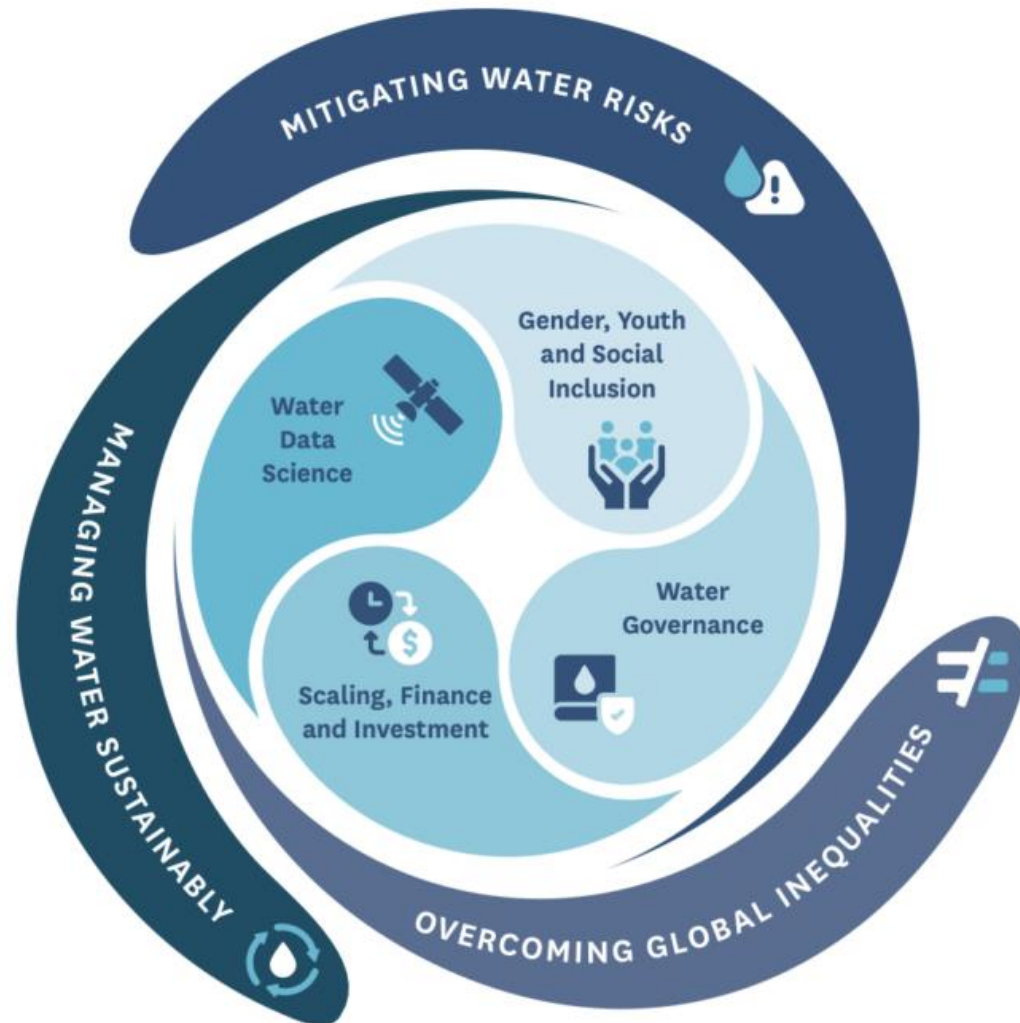 MITIGATING WATER RISKS
Gender, Youth
and Social
Inclusion
Water
Data
Science
Water
Governance
$
Scaling, Finance
and Investment
MANAGING WATER SUSTAINABLY
OVERCOMING GLOBAL INEQUALITIES